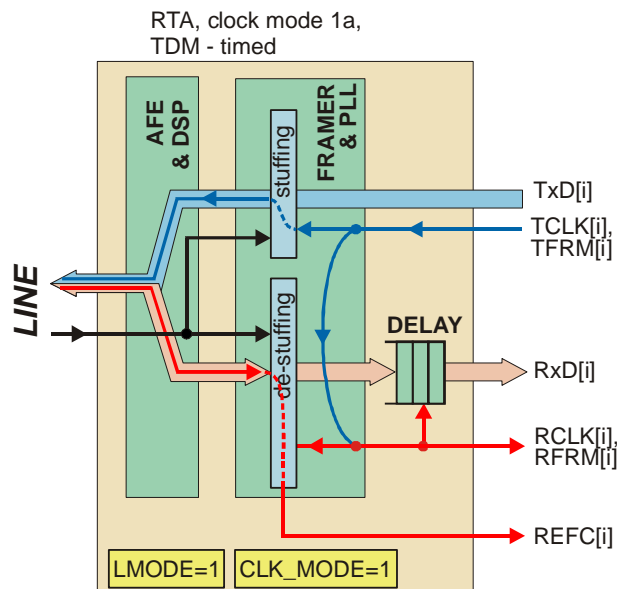 RTA, clock mode 1a,
TDM - timed
AFE
& DSP
FRAMER
& PLL
stuffing
TxD[i]
TCLK[i],
TFRM[i]
LINE
de-stuffing
DELAY
RxD[i]
RCLK[i],
RFRM[i]
REFC[i]
LMODE=1
CLK_MODE=1